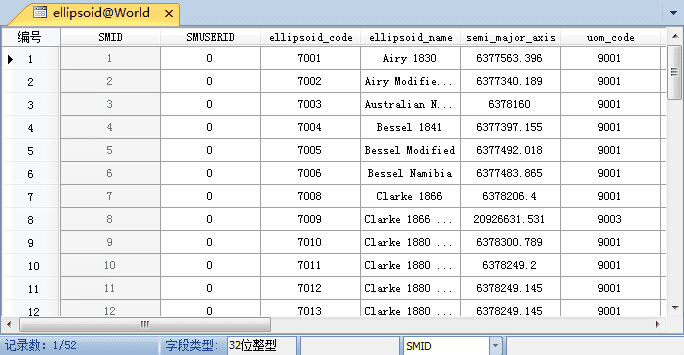 ellipsoid@World
编号 SMID SMUSERID ellipsoid_code ellipsoid_name semi_major_axis uom_code
1 1 0 7001 Airy 1830 6377563.396 9001
2 2 0 7002 Airy Modifie... 6377340.189 9001
3 3 0 7003 Australian N... 6378160 9001
4 4 0 7004 Bessel 1841 6377397.155 9001
5 5 0 7005 Bessel Modified 6377492.018 9001
6 6 0 7006 Bessel Namibia 6377483.865 9001
7 7 0 7008 Clarke 1866 6378206.4 9001
8 8 0 7009 Clarke 1866 ... 20926631.531 9003
9 9 0 7010 Clarke 1880 ... 6378300.789 9001
10 10 0 7011 Clarke 1880 ... 6378249.2 9001
11 11 0 7012 Clarke 1880 ... 6378249.145 9001
12 12 0 7013 Clarke 1880 ... 6378249.145 9001
记录数: 1/52 字段类型: 32位整型 SMID